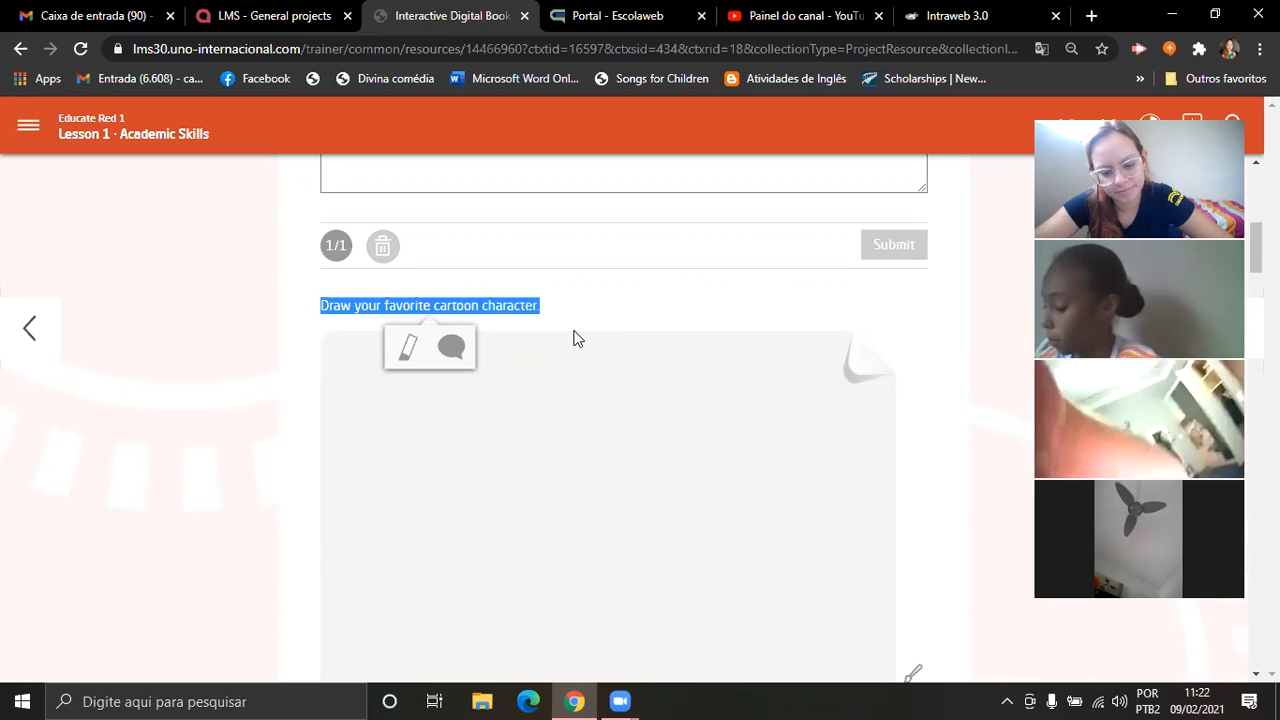 Caixa de entrada (90) -
LMS - General projects
Interactive Digital Book
Portal - Escolaweb
Painel do canal - YouTu
Intraweb 3.0
lms30.uno-internacional.com/trainer/common/resources/14466960?ctxtid=16597&ctxsid=434&ctxrid=18&collectionType=ProjectResource&collectionI...
Apps
Entrada (6.608) - ca...
Facebook
Divina comédia
Microsoft Word Onl...
Songs for Children
Atividades de Inglês
Scholarships | New...
»
Outros favoritos
Educate Red 1
Lesson 1 · Academic Skills
1/1
Submit
Draw your favorite cartoon character
Digite aqui para pesquisar
POR
PTB2
11:22
09/02/2021